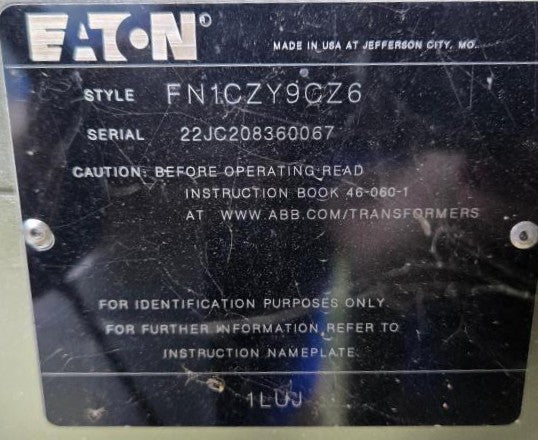 EATON®
MADE IN USA AT JEFFERSON CITY, MO.
STYLE FN1CZY9CZ6
SERIAL 22JC208360067
CAUTION: BEFORE OPERATING READ
INSTRUCTION BOOK 46-060-1
AT WWW.ABB.COM/TRANSFORMERS
FOR IDENTIFICATION PURPOSES ONLY.
FOR FURTHER INFORMATION, REFER TO
INSTRUCTION NAMEPLATE.
1LUJ